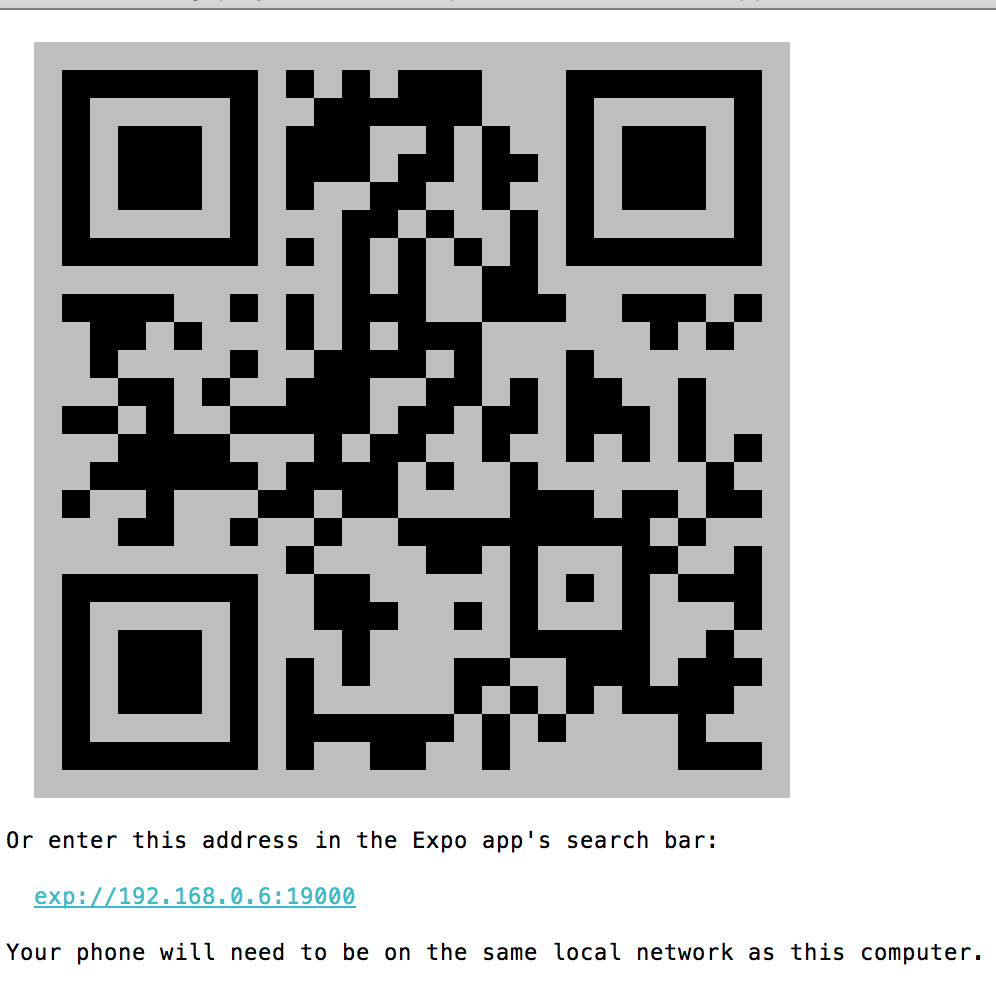 Or enter this address in the Expo app's search bar:
exp://192.168.0.6:19000
Your phone will need to be on the same local network as this computer.